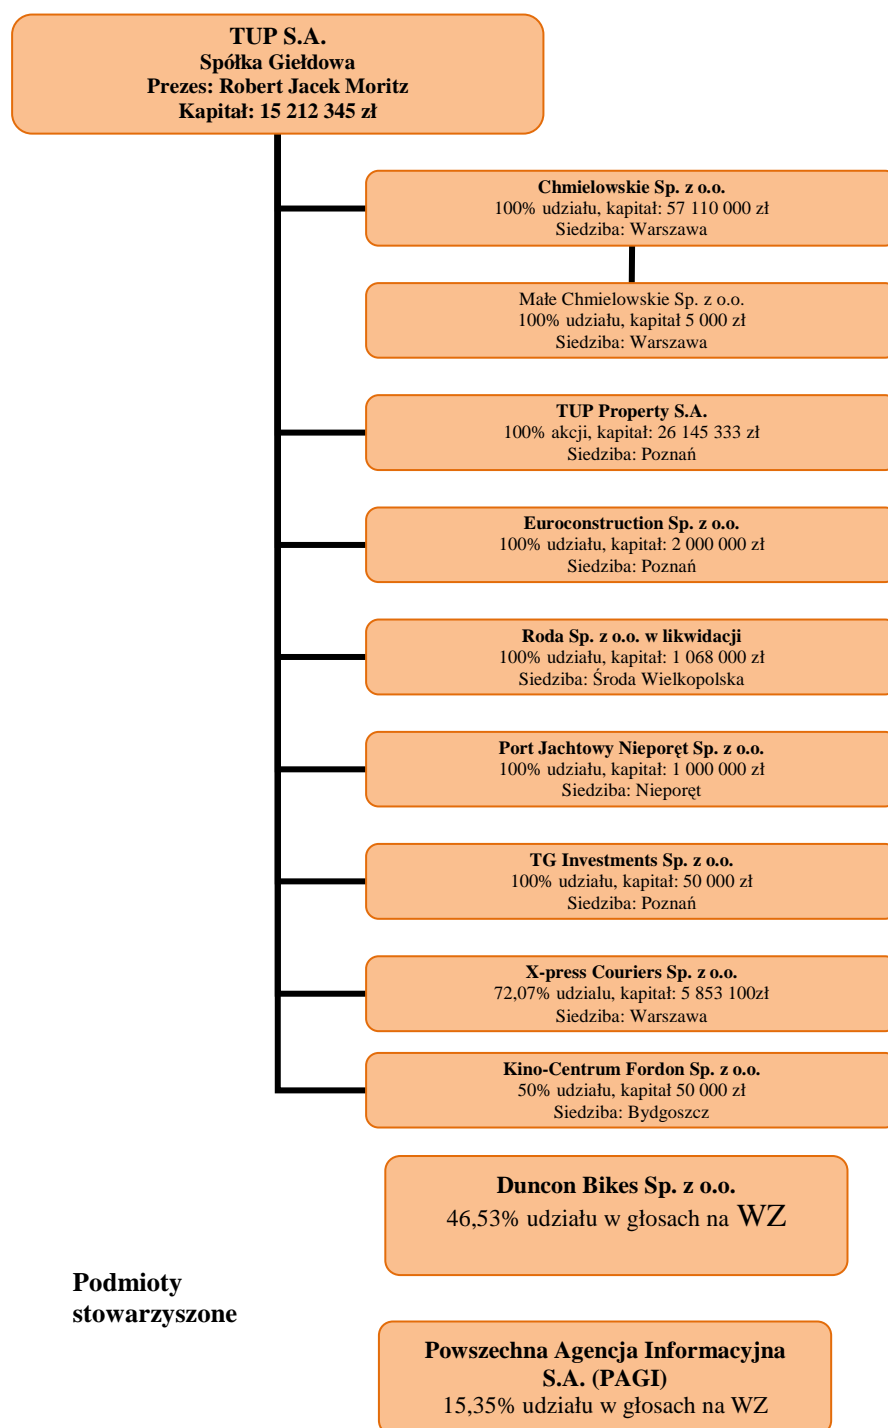 TUP S.A.
Spółka Giełdowa
Prezes: Robert Jacek Moritz
Kapitał: 15 212 345 zł
Chmielowskie Sp. z o.o.
100% udziału, kapitał: 57 110 000 zł
Siedziba: Warszawa
Małe Chmielowskie Sp. z o.o.
100% udziału, kapitał 5 000 zł
Siedziba: Warszawa
TUP Property S.A.
100% akcji, kapitał: 26 145 333 zł
Siedziba: Poznań
Euroconstruction Sp. z o.o.
100% udziału, kapitał: 2 000 000 zł
Siedziba: Poznań
Roda Sp. z o.o. w likwidacji
100% udziału, kapitał: 1 068 000 zł
Siedziba: Środa Wielkopolska
Port Jachtowy Nieporęt Sp. z o.o.
100% udziału, kapitał: 1 000 000 zł
Siedziba: Nieporęt
TG Investments Sp. z o.o.
100% udziału, kapitał: 50 000 zł
Siedziba: Poznań
X-press Couriers Sp. z o.o.
72,07% udzialu, kapitał: 5 853 100zł
Siedziba: Warszawa
Kino-Centrum Fordon Sp. z o.o.
50% udziału, kapitał 50 000 zł
Siedziba: Bydgoszcz
Duncon Bikes Sp. z o.o.
46,53% udziału w głosach na WZ
Podmioty
stowarzyszone
Powszechna Agencja Informacyjna
S.A. (PAGI)
15,35% udziału w głosach na WZ